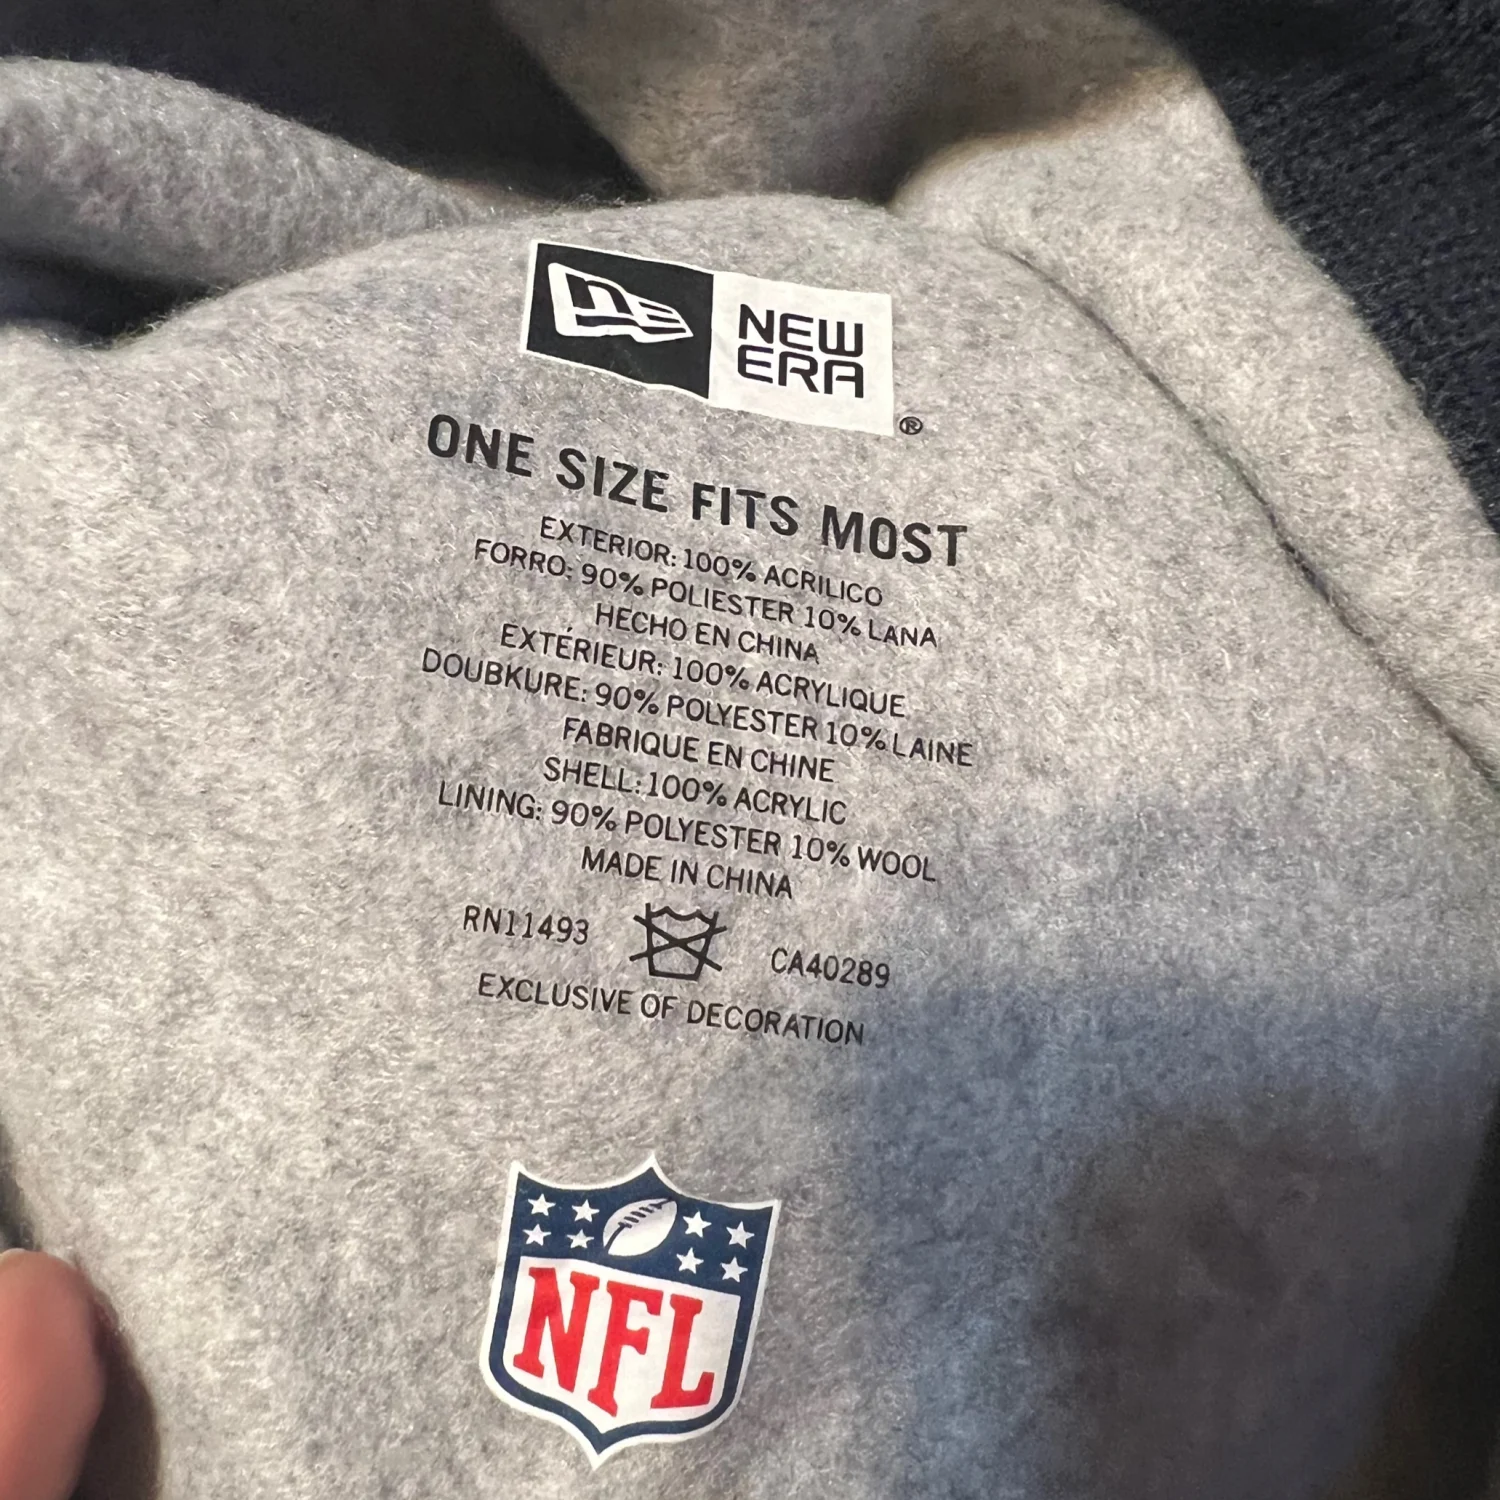 NE
NEW
ERA
®
ONE SIZE FITS MOST
EXTERIOR: 100% ACRILICO
FORRO: 90% POLIESTER 10% LANA
HECHO EN CHINA
EXTÉRIEUR: 100% ACRYLIQUE
DOUBKURE: 90% POLYESTER 10% LAINE
FABRIQUE EN CHINE
SHELL: 100% ACRYLIC
LINING: 90% POLYESTER 10% WOOL
MADE IN CHINA
RN11493 CA40289
EXCLUSIVE OF DECORATION
NFL